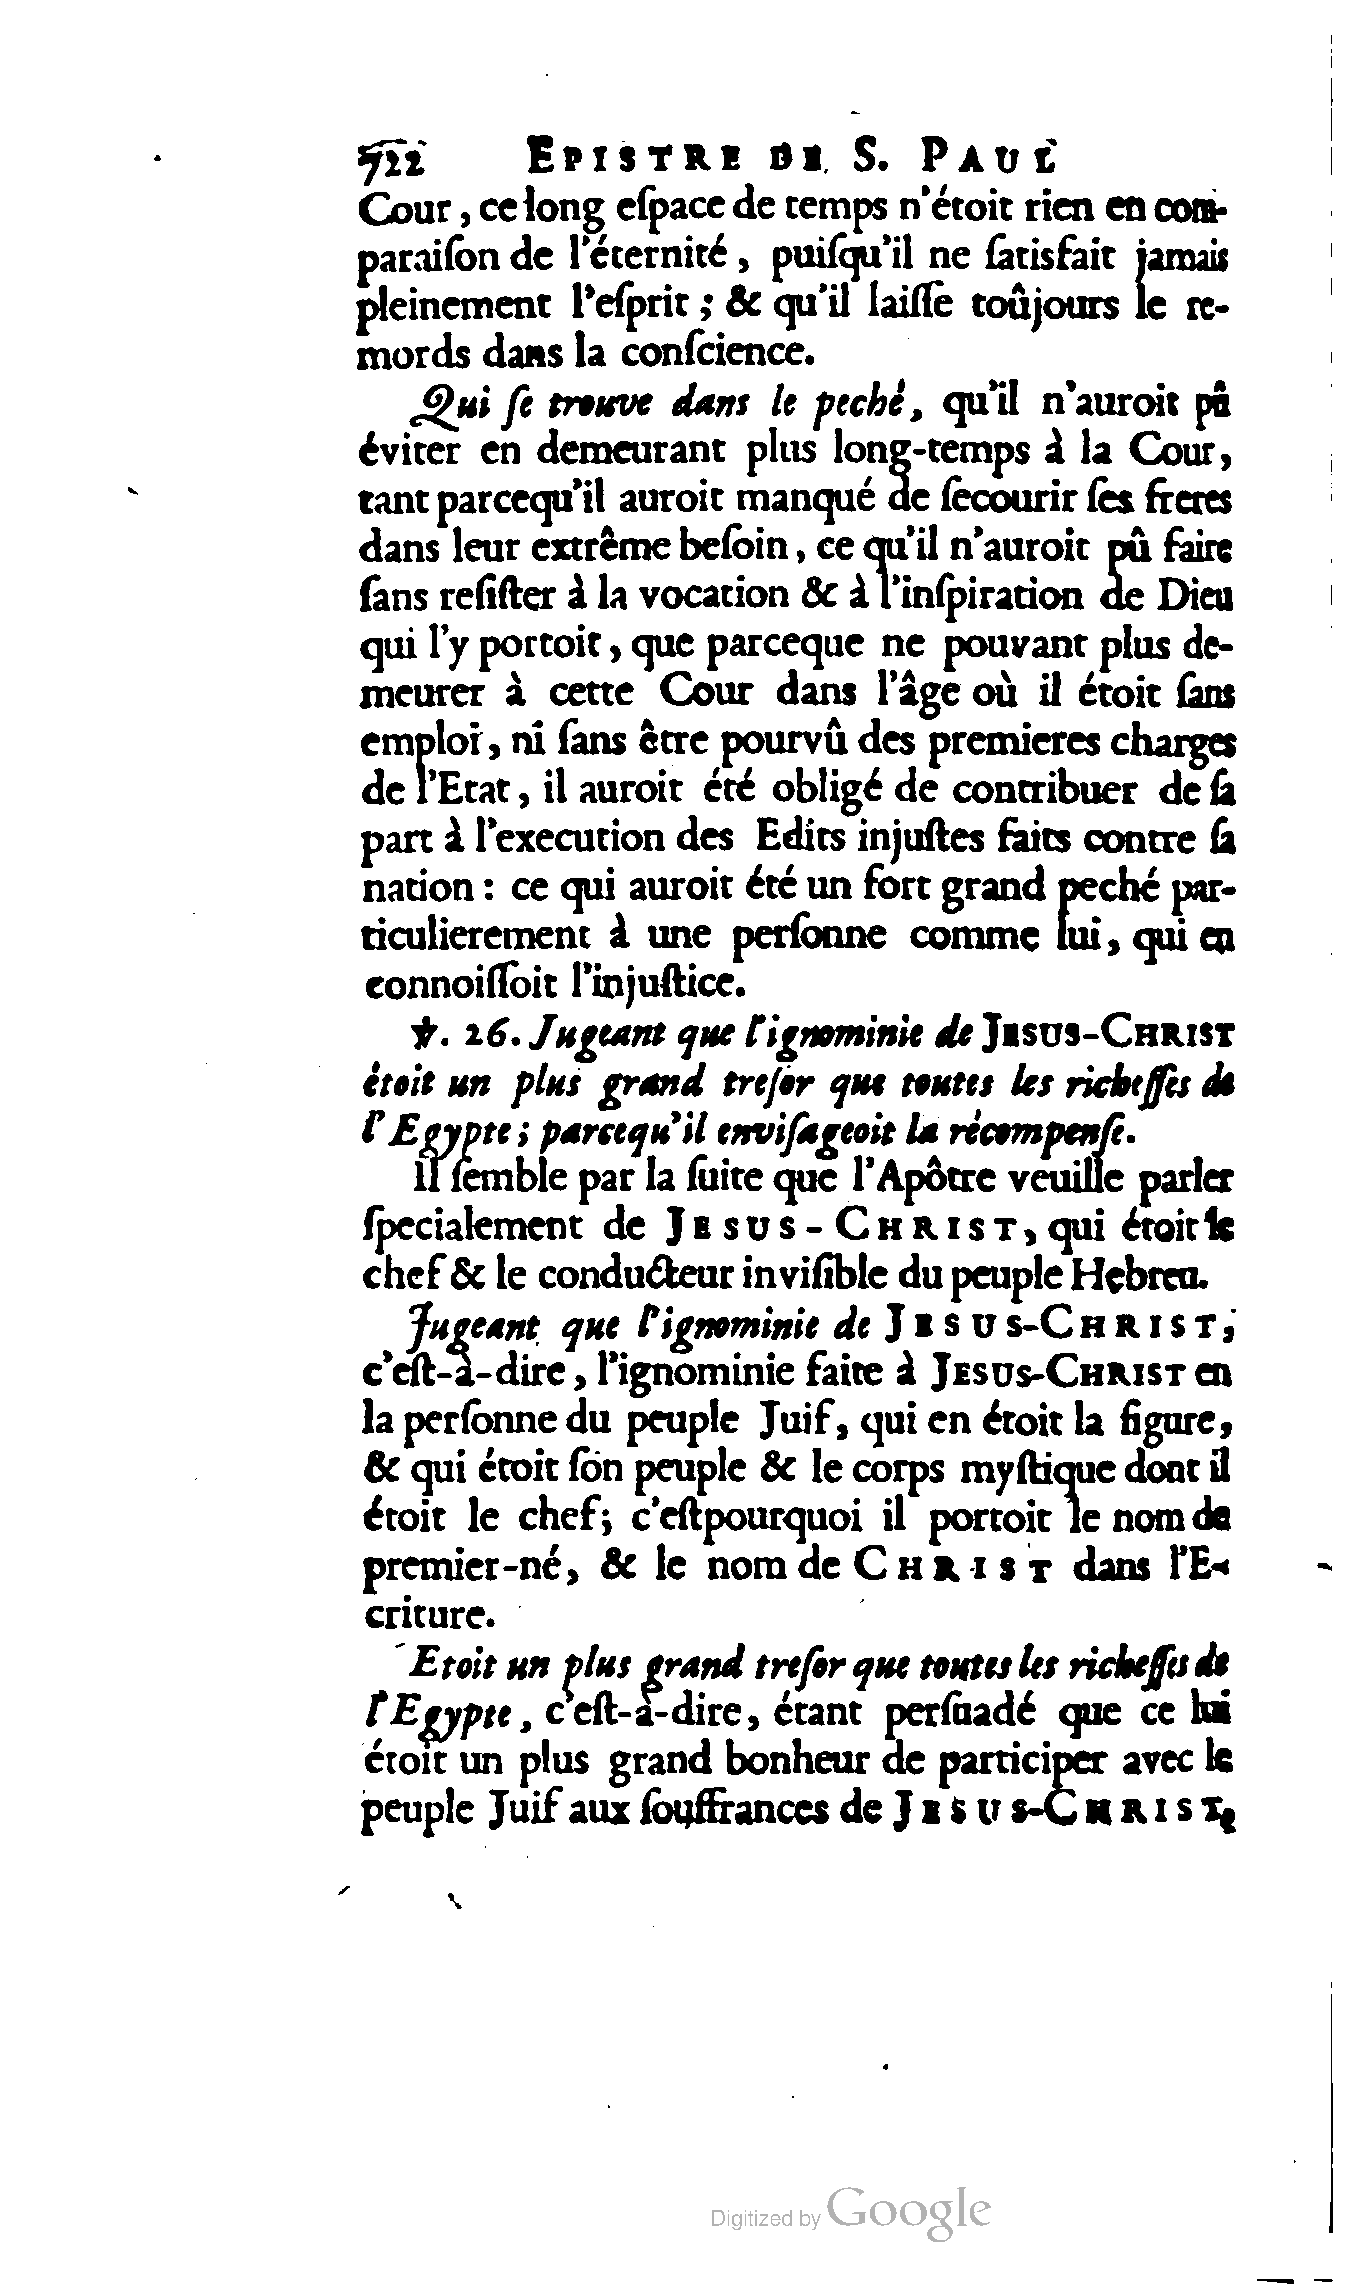 722 EPISTRE DE S. PAUL
Cour, ce long eſpace de temps n'étoit rien en com-
paraiſon de l'éternité, puiſqu'il ne ſatisfait jamais
pleinement l'eſprit ; & qu'il laiſſe toûjours le re-
mords dans la conſcience.
Qui ſe trouve dans le peché, qu'il n'auroit pû
éviter en demeurant plus long-temps à la Cour,
tant parcequ'il auroit manqué de ſecourir ſes freres
dans leur extrême beſoin, ce qu'il n'auroit pû faire
ſans reſiſter à la vocation & à l'inſpiration de Dieu
qui l'y portoit, que parceque ne pouvant plus de-
meurer à cette Cour dans l'âge où il étoit ſans
emploi, ni ſans être pourvû des premieres charges
de l'Etat, il auroit été obligé de contribuer de ſa
part à l'execution des Edits injuſtes faits contre ſa
nation : ce qui auroit été un fort grand peché par-
ticulierement à une perſonne comme lui, qui en
connoiſſoit l'injuſtice.
℣. 26. Jugeant que l'ignominie de JESUS-CHRIST
étoit un plus grand treſor que toutes les richeſſes de
l'Egypte ; parcequ'il enviſageoit la récompenſe.
Il ſemble par la ſuite que l'Apôtre veuille parler
ſpecialement de JESUS-CHRIST, qui étoit le
chef & le conducteur inviſible du peuple Hebreu.
Jugeant que l'ignominie de JESUS-CHRIST,
c'eſt-à-dire, l'ignominie faite à JESUS-CHRIST en
la perſonne du peuple Juif, qui en étoit la figure,
& qui étoit ſon peuple & le corps myſtique dont il
étoit le chef; c'eſtpourquoi il portoit le nom de
premier-né, & le nom de CHRIST dans l'E-
criture.
Etoit un plus grand treſor que toutes les richeſſes de
l'Egypte, c'eſt-à-dire, étant perſuadé que ce lui
étoit un plus grand bonheur de participer avec le
peuple Juif aux ſouffrances de JESUS-CHRIST,
Digitized by Google